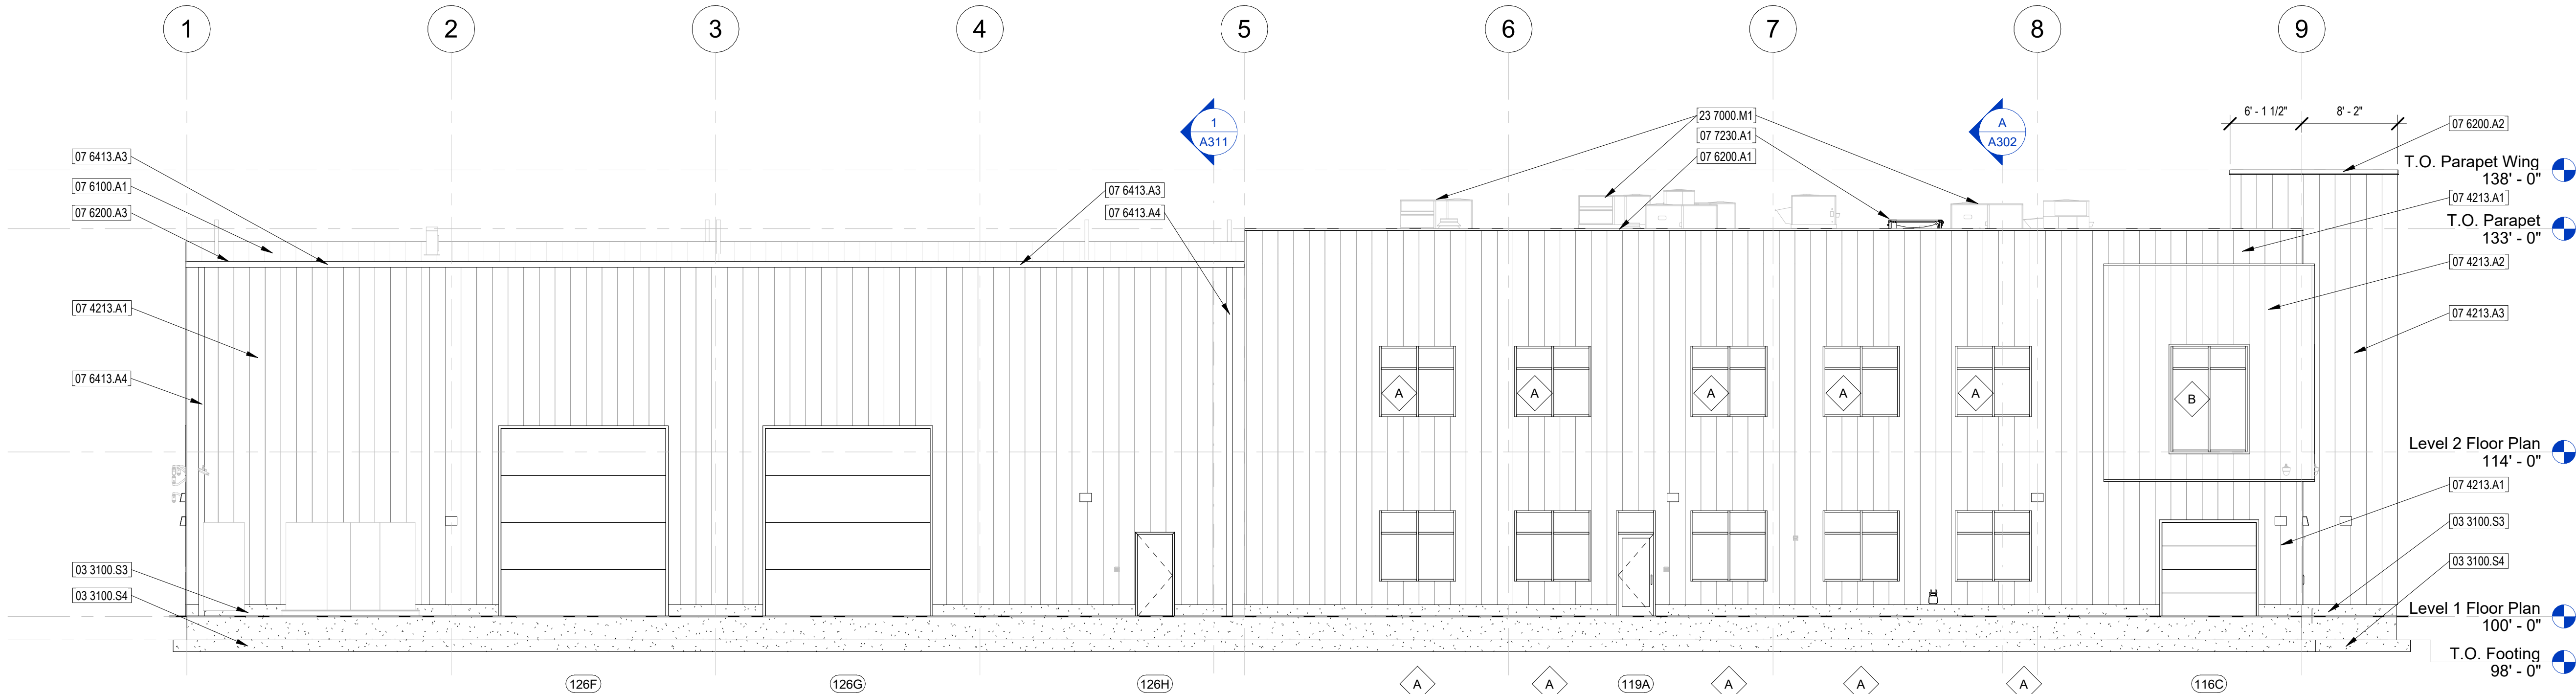 1
2
3
4
5
6
7
8
9
1
A311
23 7000.M1
07 7230.A1
07 6200.A1
A
A302
6' - 1 1/2"
8' - 2"
07 6200.A2
T.O. Parapet Wing
138' - 0"
07 4213.A1
T.O. Parapet
133' - 0"
07 4213.A2
07 4213.A3
07 6413.A3
07 6100.A1
07 6200.A3
07 6413.A3
07 6413.A4
07 4213.A1
07 6413.A4
A
A
A
A
A
B
Level 2 Floor Plan
114' - 0"
07 4213.A1
03 3100.S3
03 3100.S4
03 3100.S3
03 3100.S4
Level 1 Floor Plan
100' - 0"
T.O. Footing
98' - 0"
126F
126G
126H
A
A
119A
A
A
A
116C